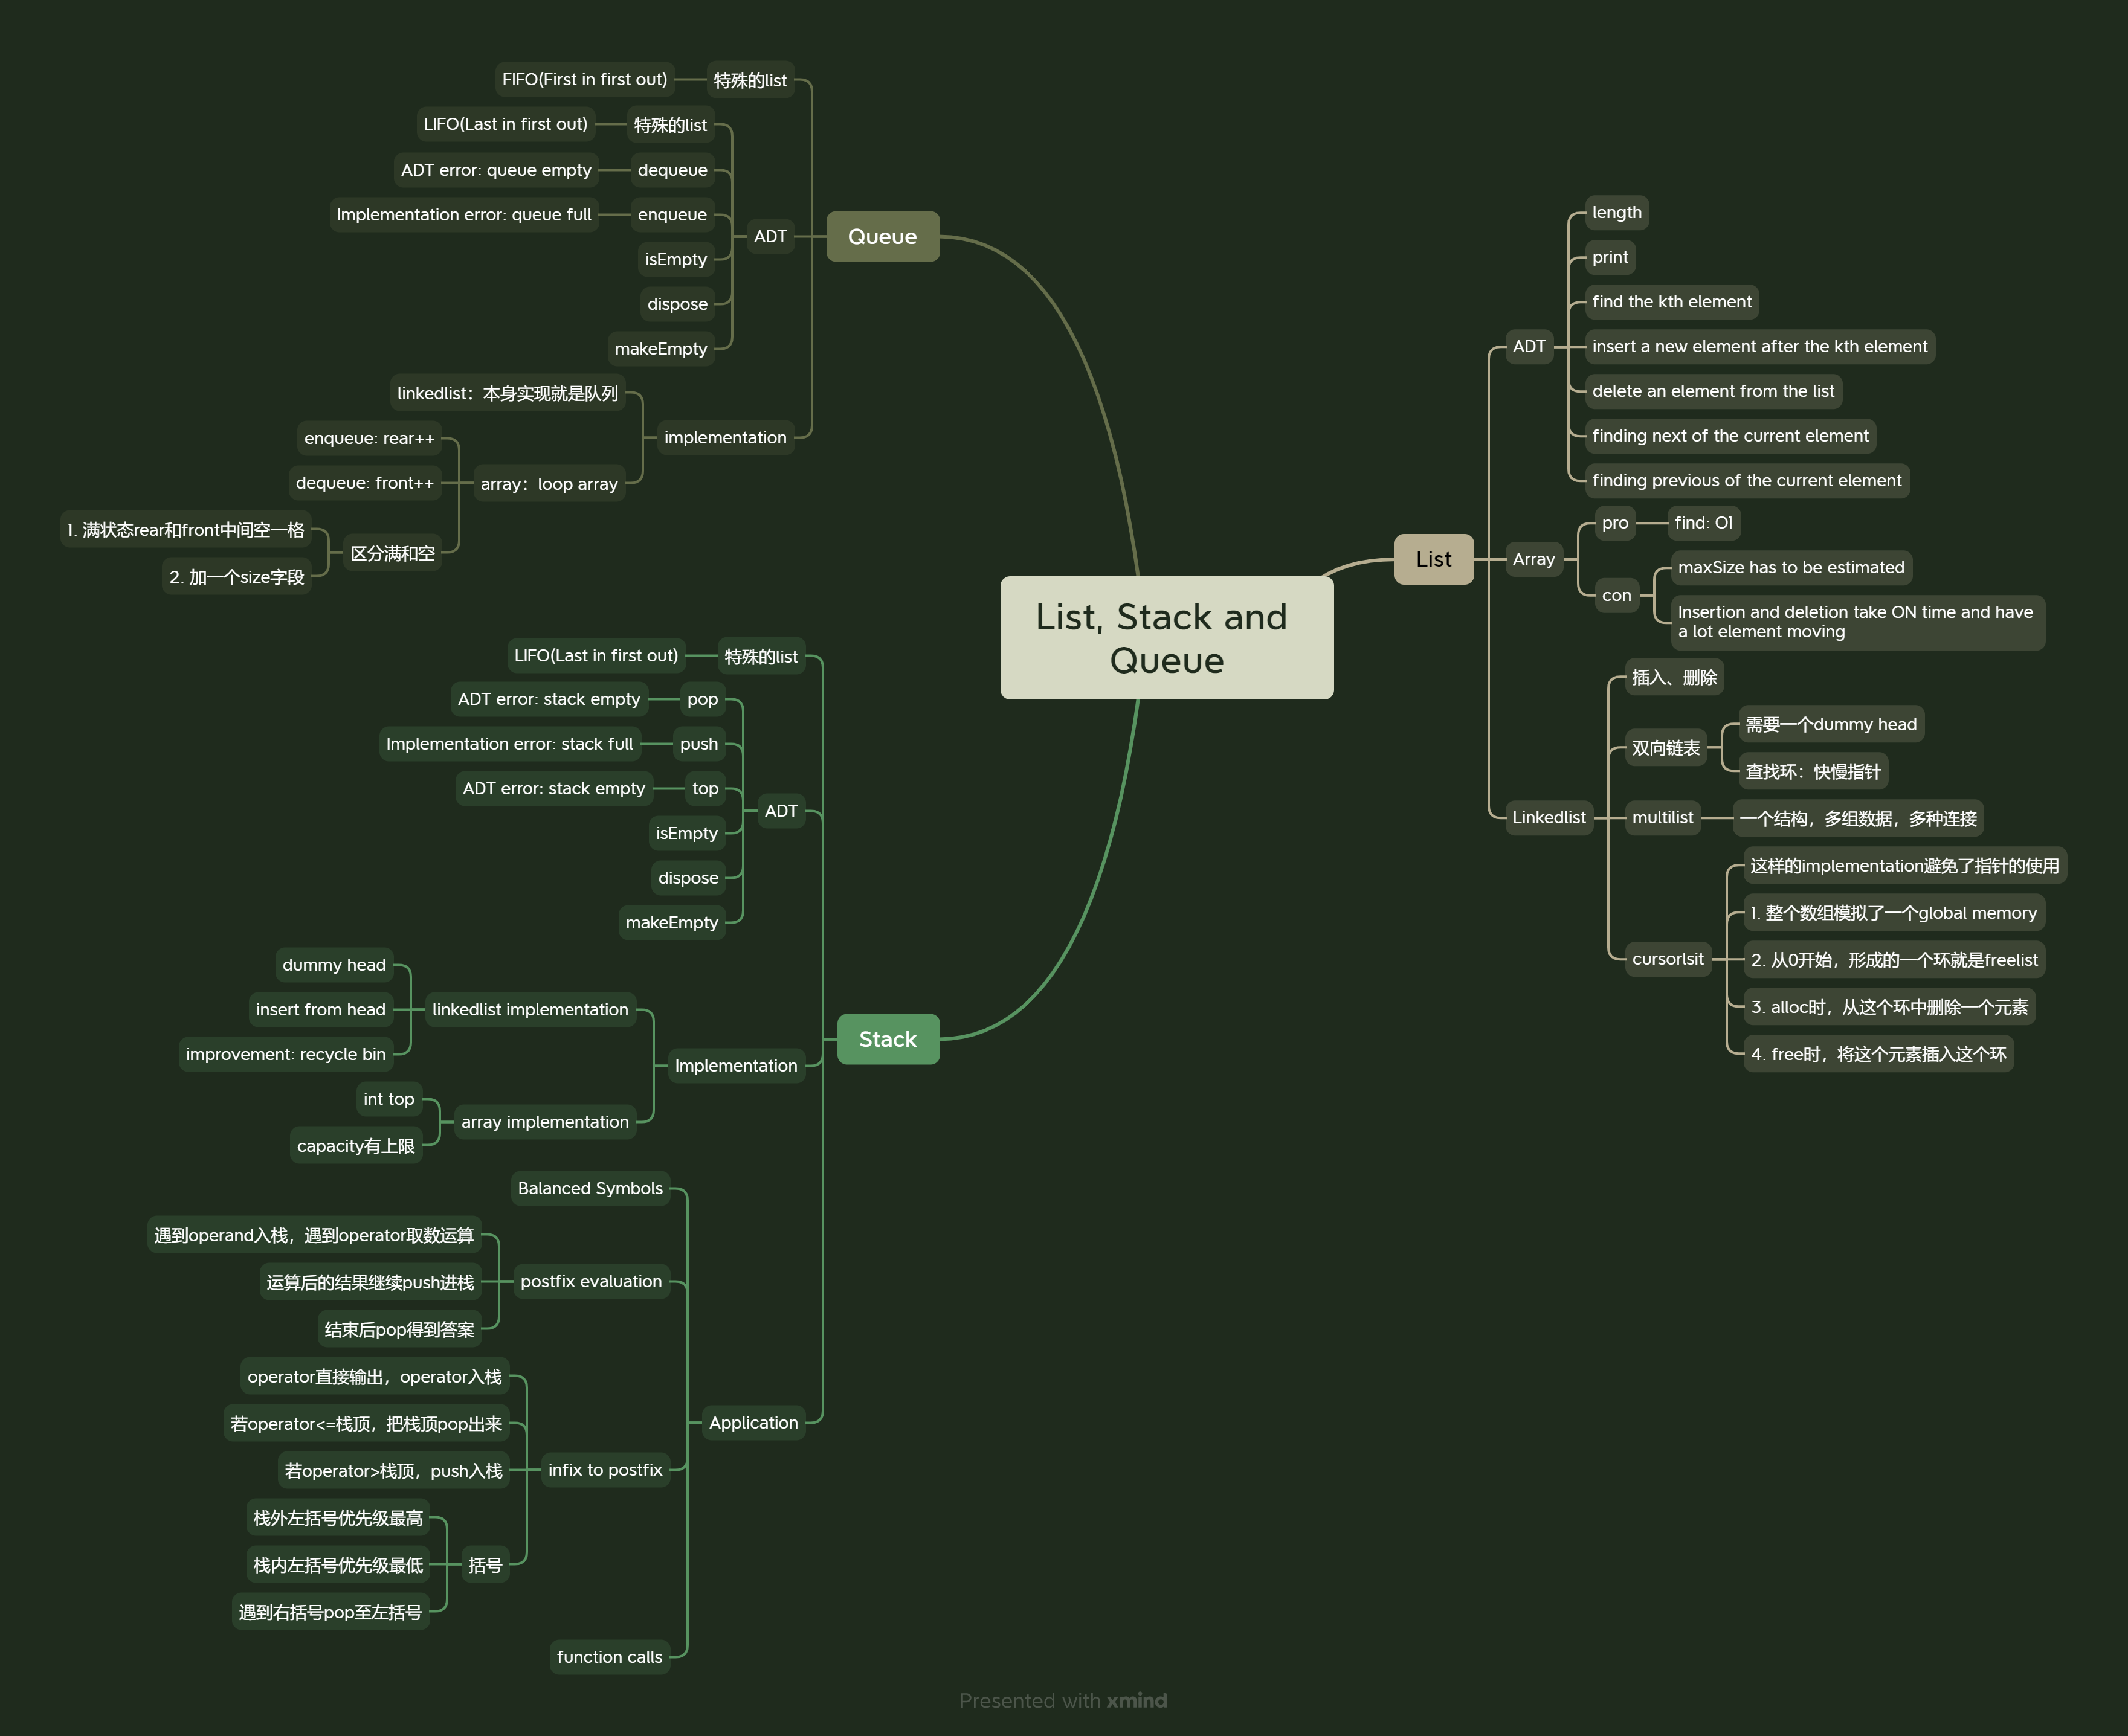 List, Stack and
Queue
List
ADT
length
print
find the kth element
insert a new element after the kth element
delete an element from the list
finding next of the current element
finding previous of the current element
Array
pro
find: O1
con
maxSize has to be estimated
Insertion and deletion take ON time and have
a lot element moving
Linkedlist
插入、删除
双向链表
需要一个dummy head
查找环：快慢指针
multilist
一个结构，多组数据，多种连接
cursorlsit
这样的implementation避免了指针的使用
1. 整个数组模拟了一个global memory
2. 从0开始，形成的一个环就是freelist
3. alloc时，从这个环中删除一个元素
4. free时，将这个元素插入这个环
Queue
特殊的list
FIFO(First in first out)
ADT
特殊的list
LIFO(Last in first out)
dequeue
ADT error: queue empty
enqueue
Implementation error: queue full
isEmpty
dispose
makeEmpty
implementation
linkedlist：本身实现就是队列
array：loop array
enqueue: rear++
dequeue: front++
区分满和空
1. 满状态rear和front中间空一格
2. 加一个size字段
Stack
特殊的list
LIFO(Last in first out)
ADT
pop
ADT error: stack empty
push
Implementation error: stack full
top
ADT error: stack empty
isEmpty
dispose
makeEmpty
Implementation
linkedlist implementation
dummy head
insert from head
improvement: recycle bin
array implementation
int top
capacity有上限
Application
Balanced Symbols
postfix evaluation
遇到operand入栈，遇到operator取数运算
运算后的结果继续push进栈
结束后pop得到答案
infix to postfix
operator直接输出，operator入栈
若operator<=栈顶，把栈顶pop出来
若operator>栈顶，push入栈
括号
栈外左括号优先级最高
栈内左括号优先级最低
遇到右括号pop至左括号
function calls
Presented with xmind